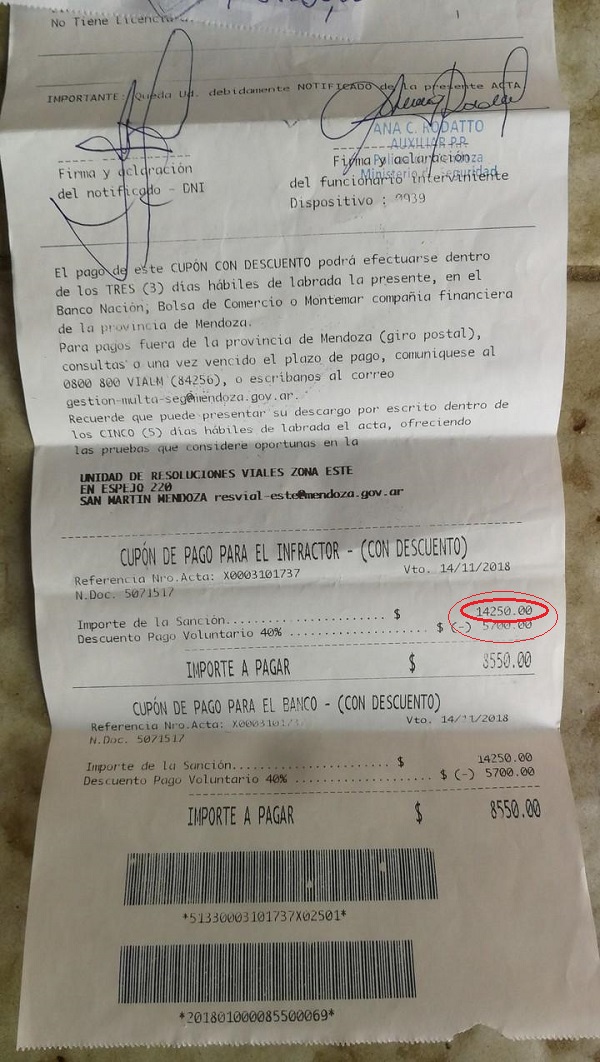 No Tiene Licencia
IMPORTANTE: Queda Ud. debidamente NOTIFICADO de la presente ACTA
ANA C. RODATTO
AUXILIAR P.P.
Firma y aclaración
del notificado - DNI
Firma y aclaración
del funcionario interviniente
Dispositivo : 0939
El pago de este CUPÓN CON DESCUENTO podrá efectuarse dentro
de los TRES (3) días hábiles de labrada la presente, en el
Banco Nación, Bolsa de Comercio o Montemar compañia financiera
de la provincia de Mendoza.
Para pagos fuera de la provincia de Mendoza (giro postal),
consultas o una vez vencido el plazo de pago, comuniquese al
0800 800 VIALM (84256), o escribanos al correo
gestion-multa-seg@mendoza.gov.ar.
Recuerde que puede presentar su descargo por escrito dentro de
los CINCO (5) días hábiles de labrada el acta, ofreciendo
las pruebas que considere oportunas en la
UNIDAD DE RESOLUCIONES VIALES ZONA ESTE
EN ESPEJO 220
SAN MARTIN MENDOZA resvial-este@mendoza.gov.ar
CUPÓN DE PAGO PARA EL INFRACTOR - (CON DESCUENTO)
Referencia Nro.Acta: X0003101737 Vto. 14/11/2018
N.Doc. 5071517
Importe de la Sanción........................ $ 14250.00
Descuento Pago Voluntario 40% ..................... $ (-) 5700.00
IMPORTE A PAGAR $ 8550.00
CUPÓN DE PAGO PARA EL BANCO - (CON DESCUENTO)
Referencia Nro.Acta: Vto. 14/11/2018
N.Doc. 5071517
Importe de la Sanción........................ $ 14250.00
Descuento Pago Voluntario 40% ..................... $ (-) 5700.00
IMPORTE A PAGAR $ 8550.00
*51330003101737X02501*
*201801000085500069*